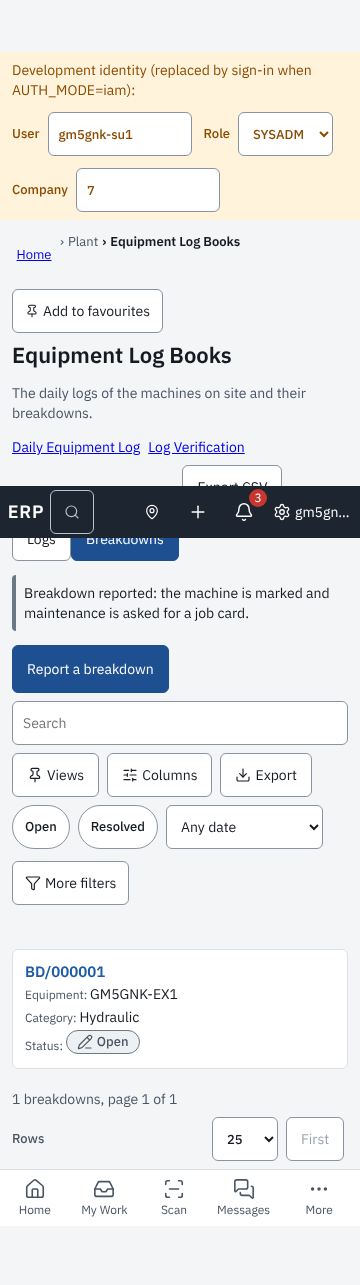 Development identity (replaced by sign-in when
AUTH_MODE=iam):
User gm5gnk-su1 Role SYSADM
Company 7
› Plant › Equipment Log Books
Home
Add to favourites
Equipment Log Books
The daily logs of the machines on site and their
breakdowns.
Daily Equipment Log Log Verification
Export CSV
ERP 3 gm5gn...
Logs Breakdowns
Breakdown reported: the machine is marked and
maintenance is asked for a job card.
Report a breakdown
Search
Views Columns Export
Open Resolved Any date
More filters
BD/000001
Equipment: GM5GNK-EX1
Category: Hydraulic
Status: Open
1 breakdowns, page 1 of 1
Rows 25 First
Home My Work Scan Messages More